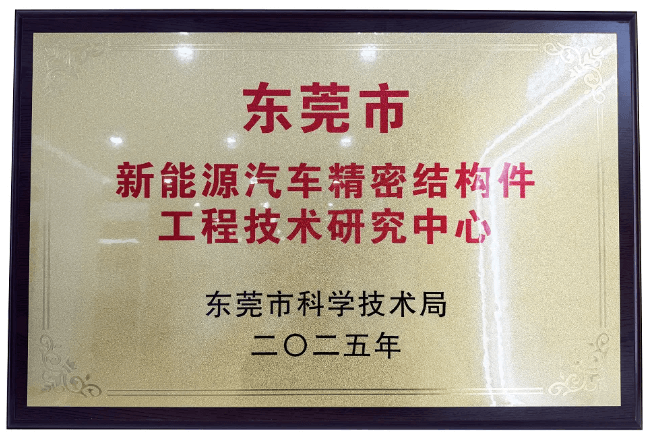 东莞市
新能源汽车精密结构件
工程技术研究中心
东莞市科学技术局
二〇二五年